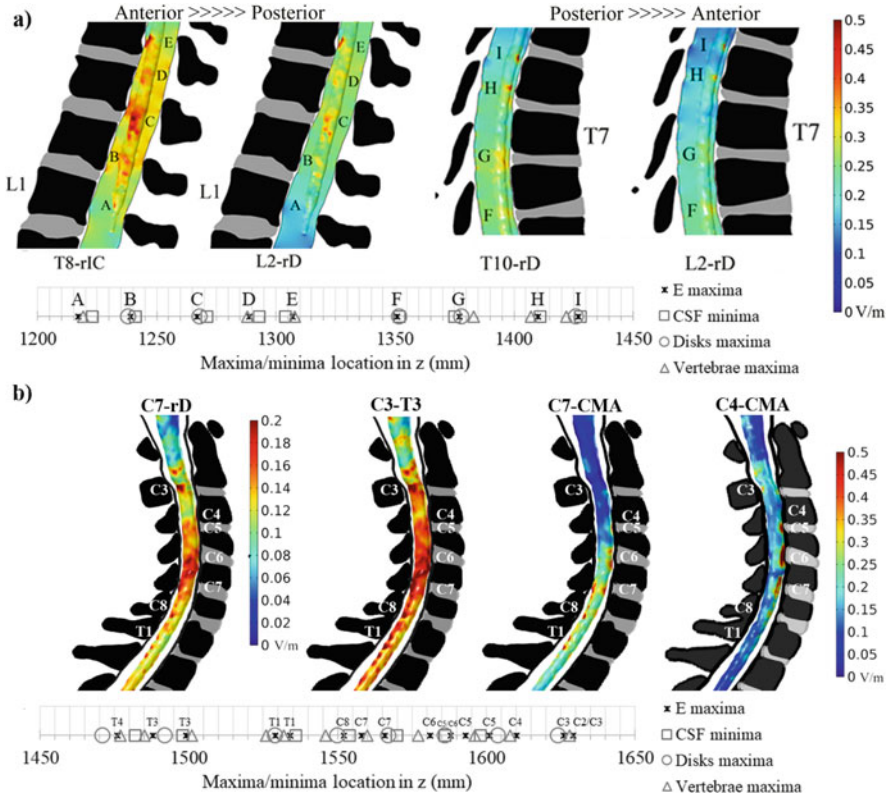 a)
Anterior >>>>> Posterior
Posterior >>>>> Anterior
E
D
C
B
A
L1
T8-rIC
E
D
C
B
A
L1
L2-rD
I
H
G
F
T7
T10-rD
I
H
G
F
T7
L2-rD
0.5
0.45
0.4
0.35
0.3
0.25
0.2
0.15
0.1
0.05
0 V/m
A B C D E F G H I
1200 1250 1300 1350 1400 1450
Maxima/minima location in z (mm)
E maxima
CSF minima
Disks maxima
Vertebrae maxima
b)
C7-rD
C3-T3
C7-CMA
C4-CMA
C3
C4
C5
C6
C7
C8
T1
0.2
0.18
0.16
0.14
0.12
0.1
0.08
0.06
0.04
0.02
0 V/m
C3
C4
C5
C6
C7
C8
T1
C3
C4
C5
C6
C7
C8
T1
C3
C4
C5
C6
C7
C8
T1
0.5
0.45
0.4
0.35
0.3
0.25
0.2
0.15
0.1
0.05
0 V/m
T4 T3 T3 T1 T1 C8 C7 C7 C6 C5 C6 C5 C5 C4 C3 C2/C3
1450 1500 1550 1600 1650
Maxima/minima location in z (mm)
E maxima
CSF minima
Disks maxima
Vertebrae maxima